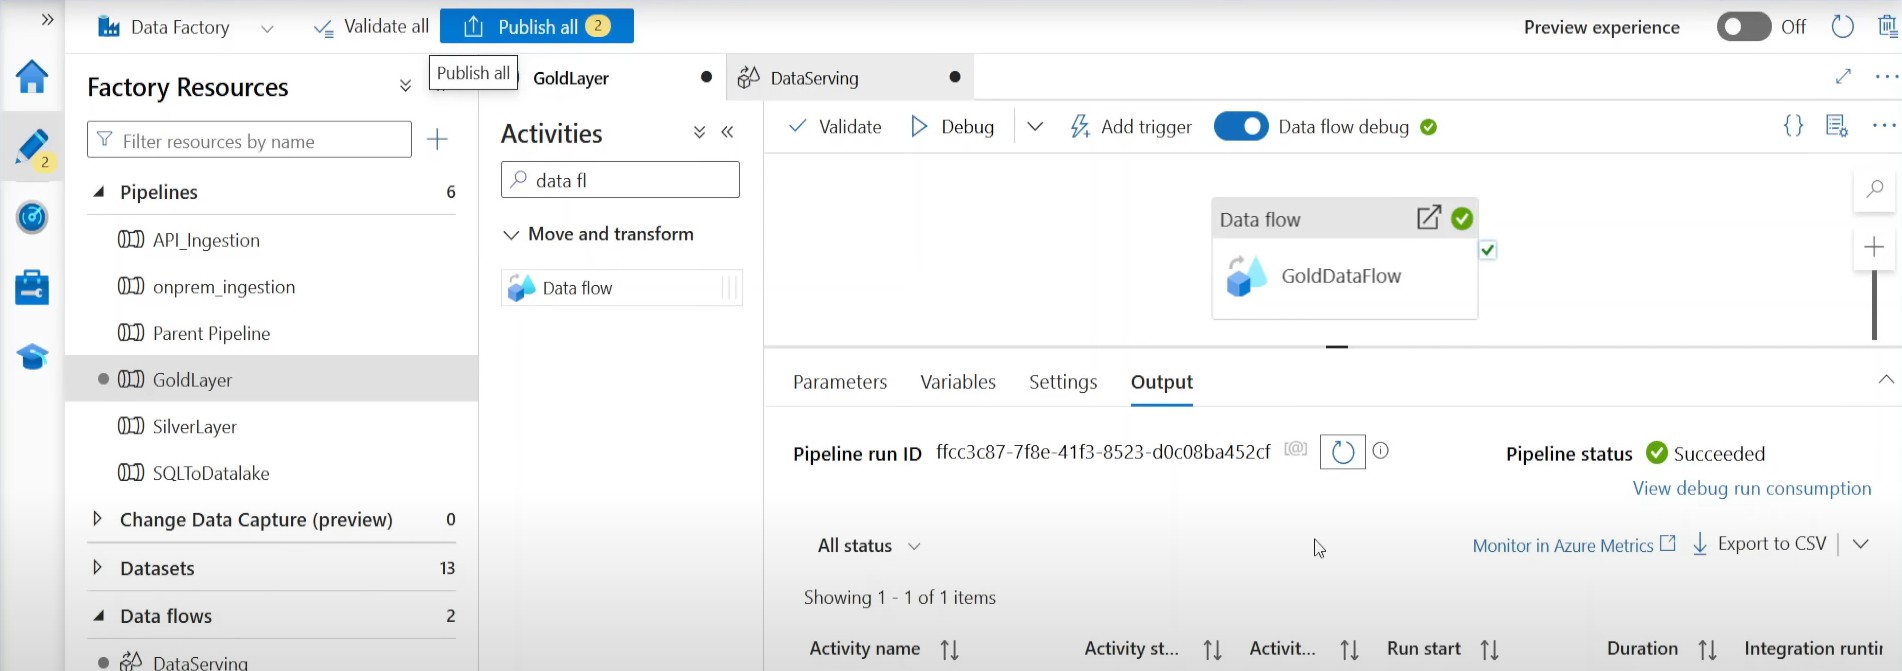 Data Factory
Validate all
Publish all 2
Preview experience
Off
Publish all
Factory Resources
GoldLayer
DataServing
Filter resources by name
2
Activities
Validate
Debug
Add trigger
Data flow debug
{}
data fl
Pipelines 6
API_Ingestion
onprem_ingestion
Parent Pipeline
GoldLayer
SilverLayer
SQLToDatalake
Change Data Capture (preview) 0
Datasets 13
Data flows 2
DataServing
Move and transform
Data flow
Data flow
GoldDataFlow
Parameters Variables Settings Output
Pipeline run ID ffcc3c87-7f8e-41f3-8523-d0c08ba452cf [@]
Pipeline status Succeeded
View debug run consumption
All status
Monitor in Azure Metrics
Export to CSV
Showing 1 - 1 of 1 items
Activity name Activity st... Activit... Run start Duration Integration runtii